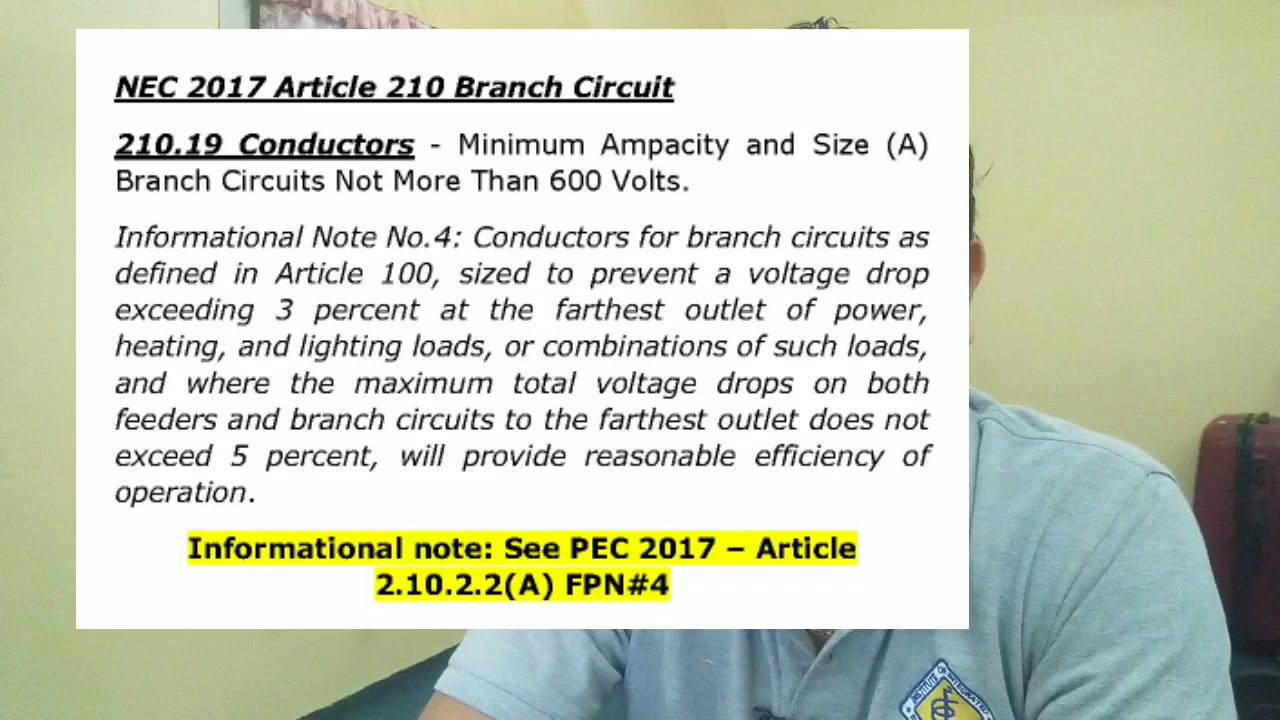 NEC 2017 Article 210 Branch Circuit
210.19 Conductors - Minimum Ampacity and Size (A)
Branch Circuits Not More Than 600 Volts.
Informational Note No.4: Conductors for branch circuits as
defined in Article 100, sized to prevent a voltage drop
exceeding 3 percent at the farthest outlet of power,
heating, and lighting loads, or combinations of such loads,
and where the maximum total voltage drops on both
feeders and branch circuits to the farthest outlet does not
exceed 5 percent, will provide reasonable efficiency of
operation.
Informational note: See PEC 2017 – Article
2.10.2.2(A) FPN#4
INSTITUTE OF INTEGRATED